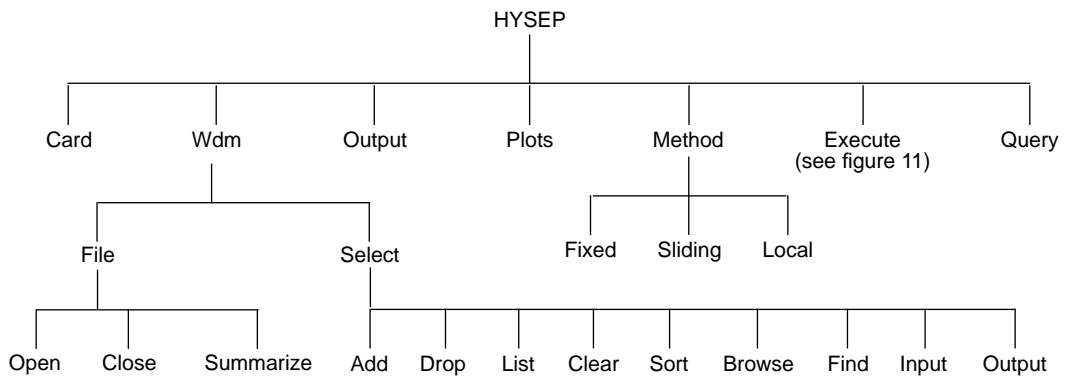 HYSEP
Card Wdm Output Plots Method Execute Query
(see figure 11)
File Select Fixed Sliding Local
Open Close Summarize Add Drop List Clear Sort Browse Find Input Output